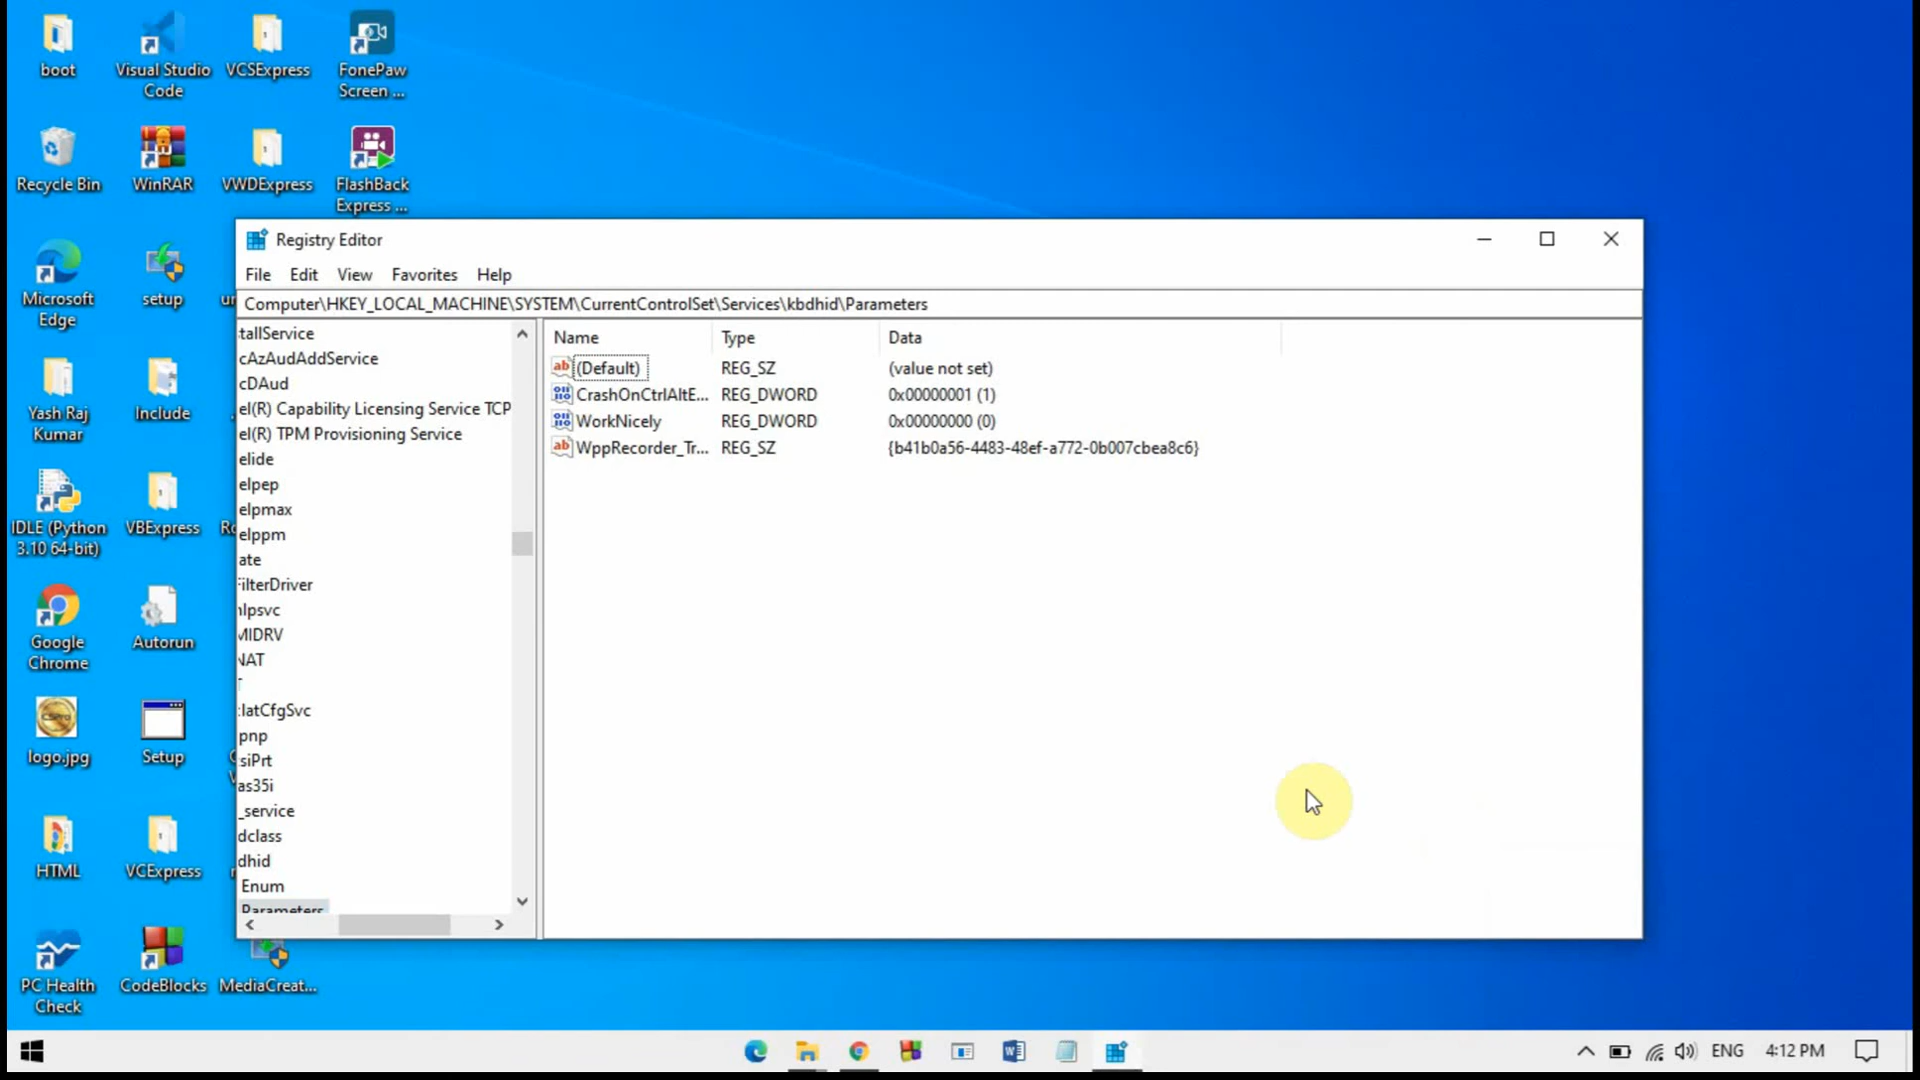 boot
Visual Studio
Code
VCSExpress
FonePaw
Screen ...
Recycle Bin
WinRAR
VWDExpress
FlashBack
Express ...
Microsoft
Edge
setup
Yash Raj
Kumar
Include
IDLE (Python
3.10 64-bit)
VBExpress
Google
Chrome
Autorun
logo.jpg
Setup
HTML
VCExpress
PC Health
Check
CodeBlocks
MediaCreat...
Registry Editor
File Edit View Favorites Help
Computer\HKEY_LOCAL_MACHINE\SYSTEM\CurrentControlSet\Services\kbdhid\Parameters
tallService
cAzAudAddService
cDAud
el(R) Capability Licensing Service TCP
el(R) TPM Provisioning Service
elide
elpep
elpmax
elppm
ate
FilterDriver
hlpsvc
MIDRV
NAT
T
latCfgSvc
pnp
siPrt
as35i
_service
dclass
dhid
Enum
Parameters
Name Type Data
(Default) REG_SZ (value not set)
CrashOnCtrlAltE... REG_DWORD 0x00000001 (1)
WorkNicely REG_DWORD 0x00000000 (0)
WppRecorder_Tr... REG_SZ {b41b0a56-4483-48ef-a772-0b007cbea8c6}
ENG 4:12 PM